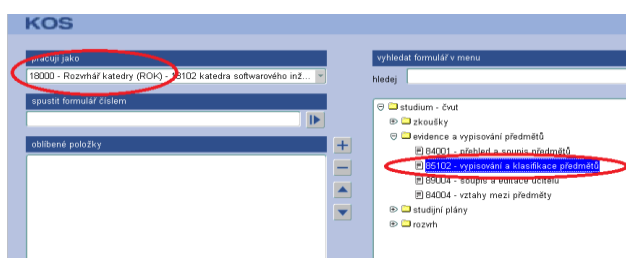 KOS
pracuji jako
18000 - Rozvrhář katedry (ROK) - 18102 katedra softwarového inž...
spustit formulář číslem
oblíbené položky
vyhledat formulář v menu
hledej
studium - čvut
zkoušky
evidence a vypisování předmětů
84001 - přehled a soupis předmětů
85102 - vypisování a klasifikace předmětů
89004 - soupis a editace učitelů
84004 - vztahy mezi předměty
studijní plány
rozvrh